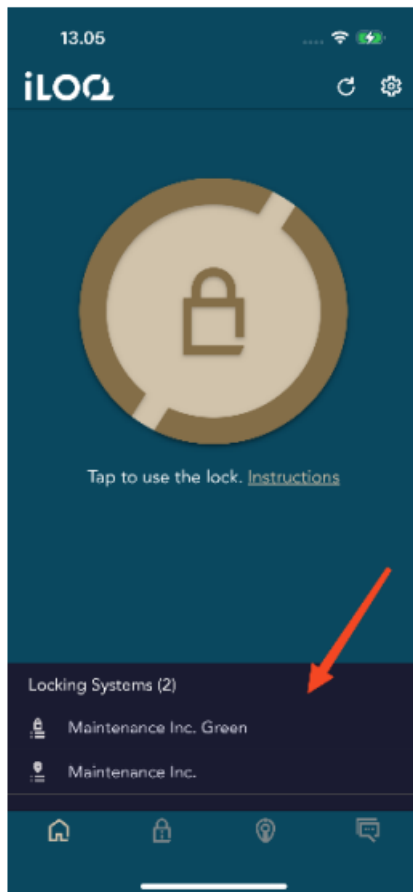 13.05
iLOQ
Tap to use the lock. Instructions
Locking Systems (2)
Maintenance Inc. Green
Maintenance Inc.